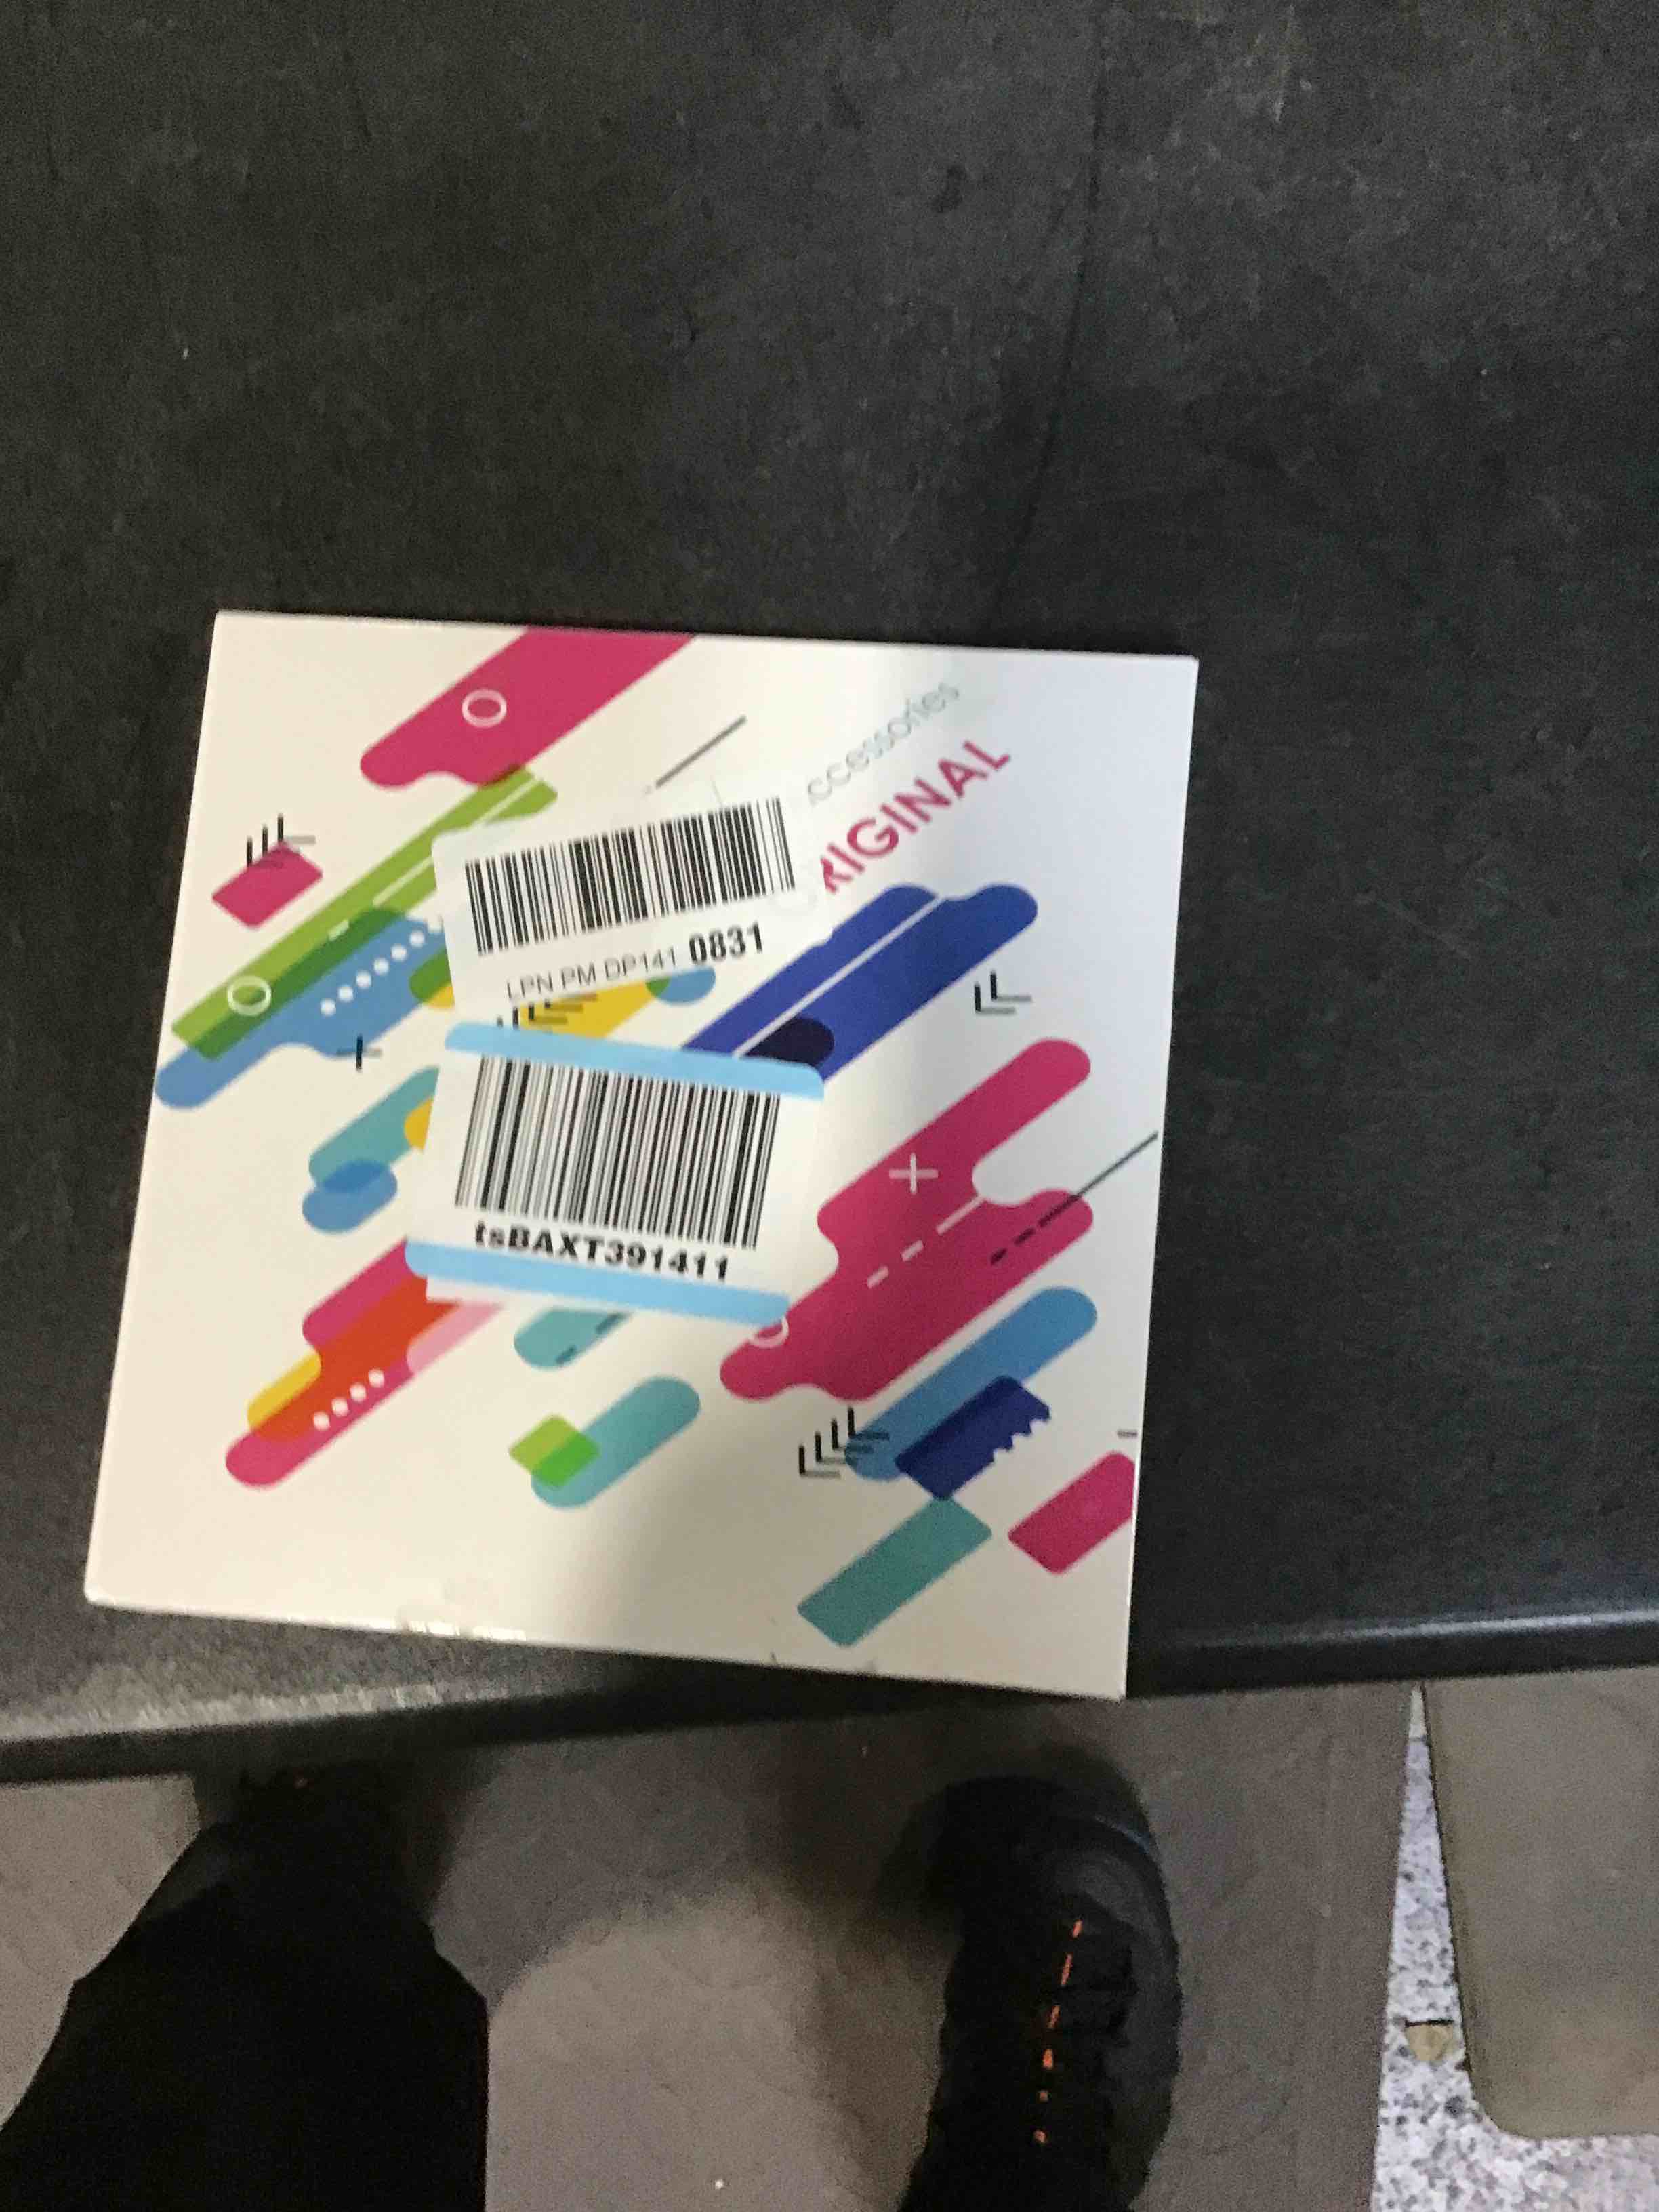 ccessories
RIGINAL
LPN PM DP141 0831
tsBAXT391411